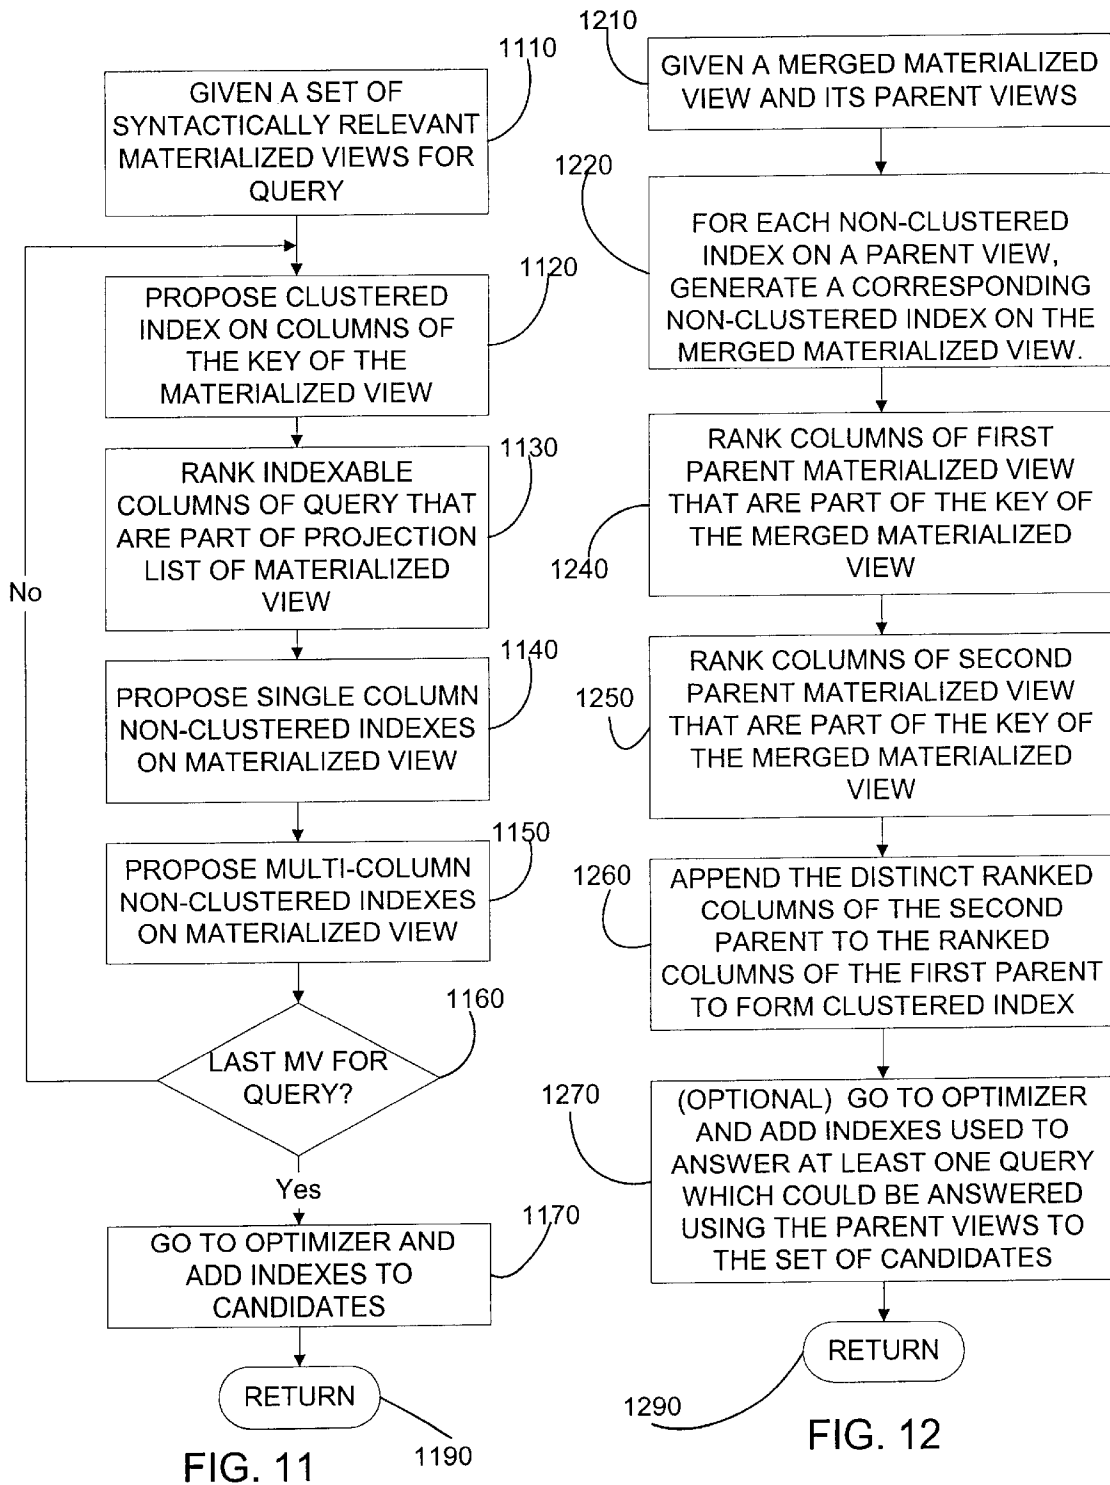 1110
GIVEN A SET OF
SYNTACTICALLY RELEVANT
MATERIALIZED VIEWS FOR
QUERY
1120
PROPOSE CLUSTERED
INDEX ON COLUMNS OF
THE KEY OF THE
MATERIALIZED VIEW
1130
RANK INDEXABLE
COLUMNS OF QUERY THAT
ARE PART OF PROJECTION
LIST OF MATERIALIZED
VIEW
No
1140
PROPOSE SINGLE COLUMN
NON-CLUSTERED INDEXES
ON MATERIALIZED VIEW
1150
PROPOSE MULTI-COLUMN
NON-CLUSTERED INDEXES
ON MATERIALIZED VIEW
1160
LAST MV FOR
QUERY?
Yes
1170
GO TO OPTIMIZER AND
ADD INDEXES TO
CANDIDATES
RETURN
1190
FIG. 11
1210
GIVEN A MERGED MATERIALIZED
VIEW AND ITS PARENT VIEWS
1220
FOR EACH NON-CLUSTERED
INDEX ON A PARENT VIEW,
GENERATE A CORRESPONDING
NON-CLUSTERED INDEX ON THE
MERGED MATERIALIZED VIEW.
RANK COLUMNS OF FIRST
PARENT MATERIALIZED VIEW
THAT ARE PART OF THE KEY OF
THE MERGED MATERIALIZED
VIEW
1240
RANK COLUMNS OF SECOND
PARENT MATERIALIZED VIEW
THAT ARE PART OF THE KEY OF
THE MERGED MATERIALIZED
VIEW
1250
1260
APPEND THE DISTINCT RANKED
COLUMNS OF THE SECOND
PARENT TO THE RANKED
COLUMNS OF THE FIRST PARENT
TO FORM CLUSTERED INDEX
1270
(OPTIONAL) GO TO OPTIMIZER
AND ADD INDEXES USED TO
ANSWER AT LEAST ONE QUERY
WHICH COULD BE ANSWERED
USING THE PARENT VIEWS TO
THE SET OF CANDIDATES
RETURN
1290
FIG. 12